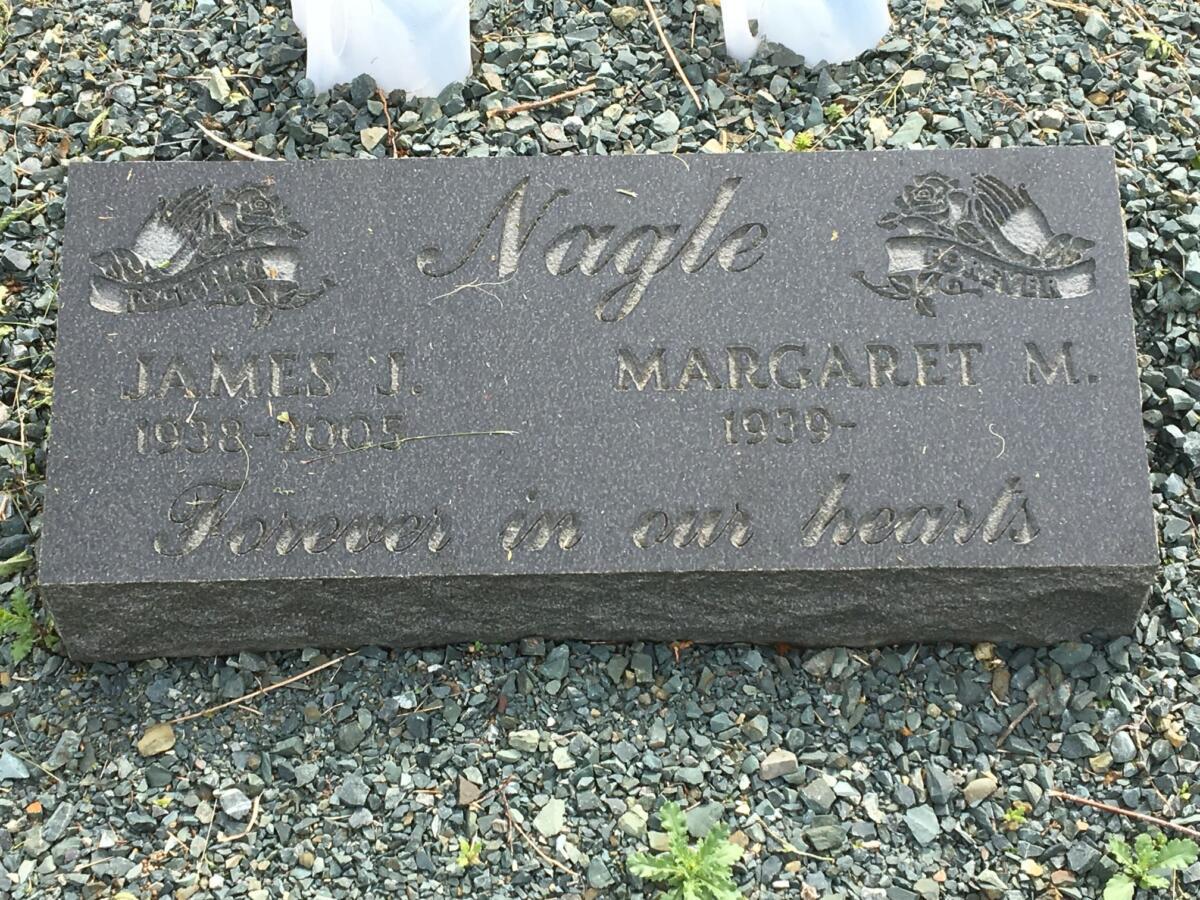 Nagle
TOGETHER
FOREVER
JAMES J.
MARGARET M.
1938-2005
1939-
Forever in our hearts